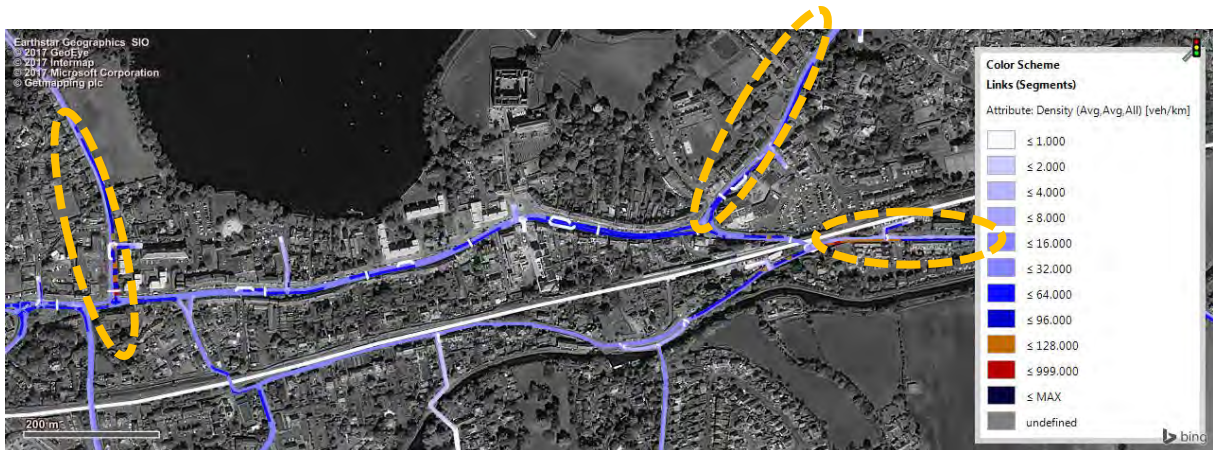 Earthstar Geographics SIO
© 2017 GeoEye
© 2017 Intermap
© 2017 Microsoft Corporation
© Getmapping plc
Color Scheme
Links (Segments)
Attribute: Density (Avg,Avg,All) [veh/km]
≤ 1.000
≤ 2.000
≤ 4.000
≤ 8.000
≤ 16.000
≤ 32.000
≤ 64.000
≤ 96.000
≤ 128.000
≤ 999.000
≤ MAX
undefined
200 m
bing